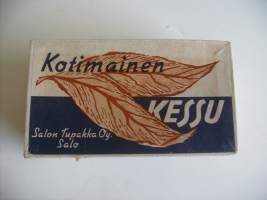 Kotimainen
KESSU
Salon Tupakka Oy.
Salo